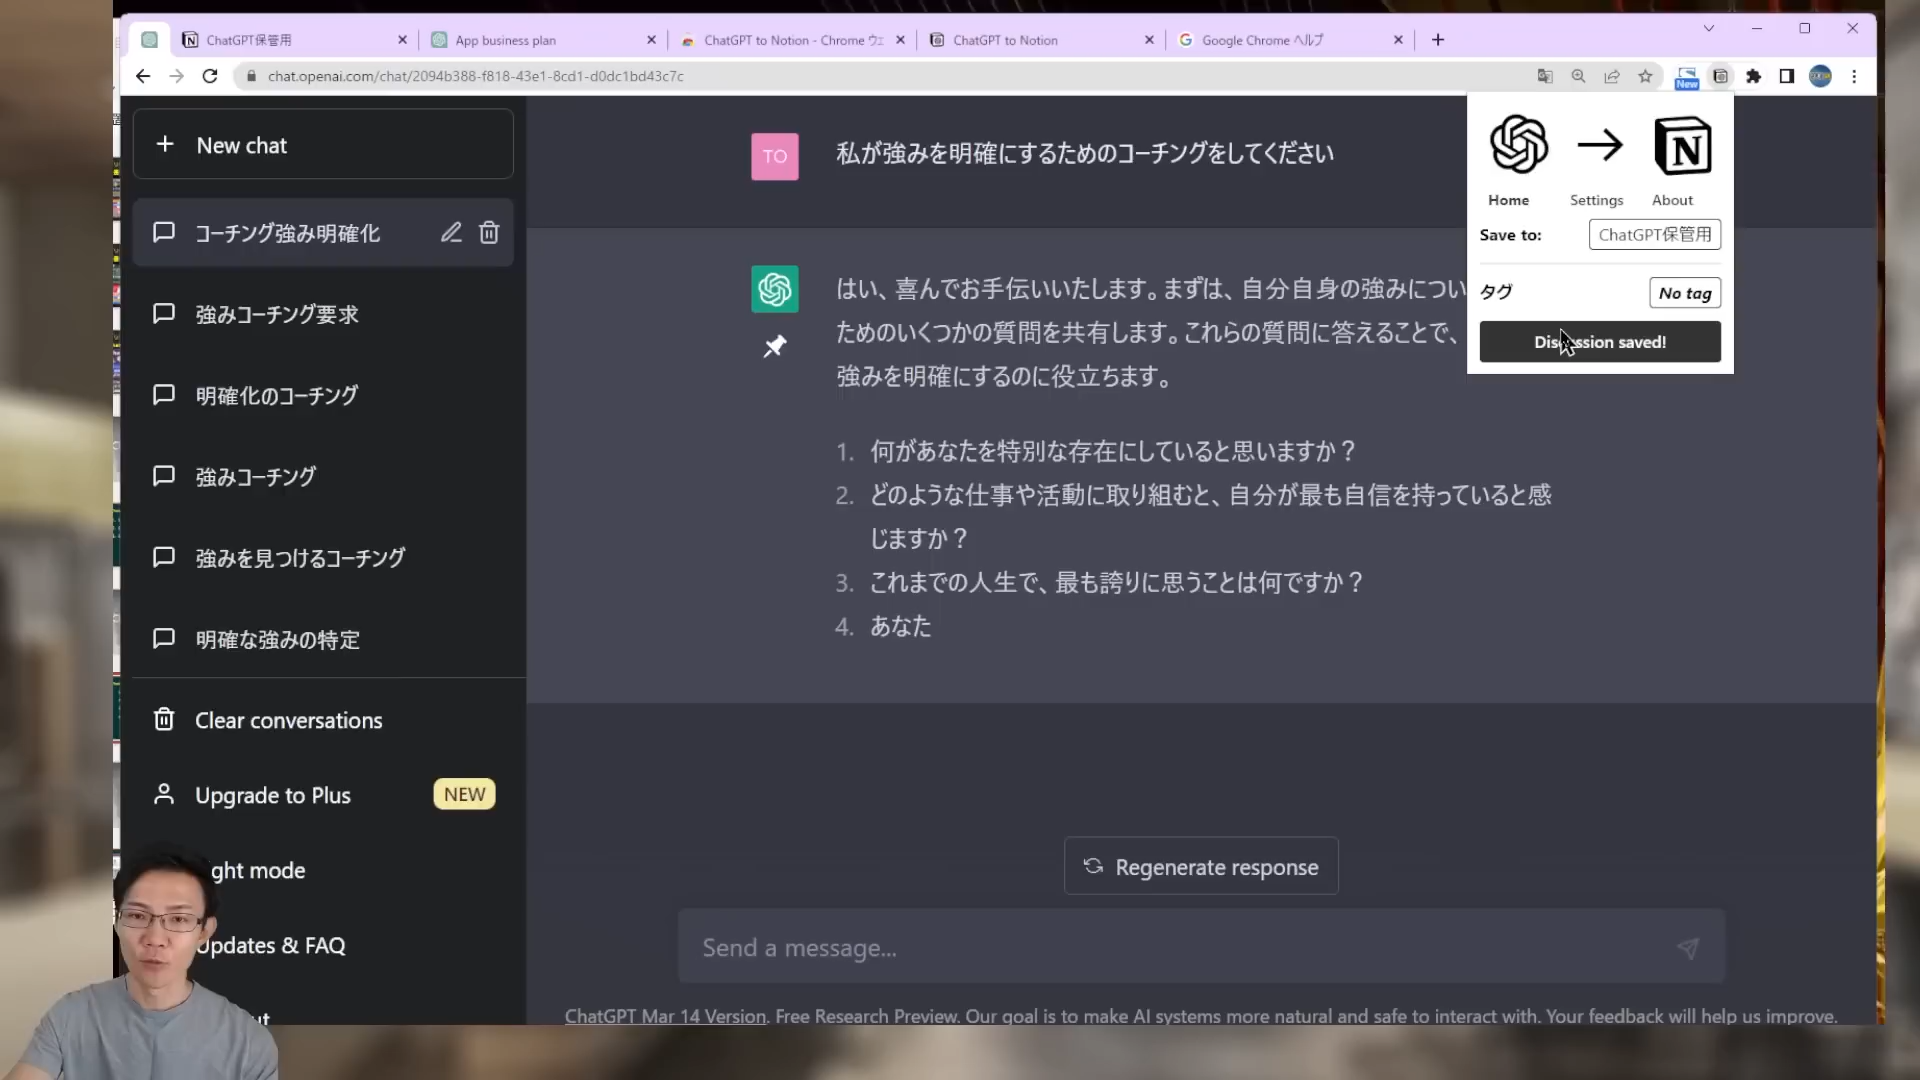 ChatGPT保管用
App business plan
ChatGPT to Notion - Chrome ウェ
ChatGPT to Notion
Google Chrome ヘルプ
chat.openai.com/chat/2094b388-f818-43e1-8cd1-d0dc1bd43c7c
New
New chat
コーチング強み明確化
強みコーチング要求
明確化のコーチング
強みコーチング
強みを見つけるコーチング
明確な強みの特定
Clear conversations
Upgrade to Plus
NEW
ght mode
Updates & FAQ
ut
TO
私が強みを明確にするためのコーチングをしてください
はい、喜んでお手伝いいたします。まずは、自分自身の強みについ
ためのいくつかの質問を共有します。これらの質問に答えることで、
強みを明確にするのに役立ちます。
1. 何があなたを特別な存在にしていると思いますか？
2. どのような仕事や活動に取り組むと、自分が最も自信を持っていると感
じますか？
3. これまでの人生で、最も誇りに思うことは何ですか？
4. あなた
Home
Settings
About
Save to:
ChatGPT保管用
タグ
No tag
Discussion saved!
Regenerate response
Send a message...
ChatGPT Mar 14 Version. Free Research Preview. Our goal is to make AI systems more natural and safe to interact with. Your feedback will help us improve.